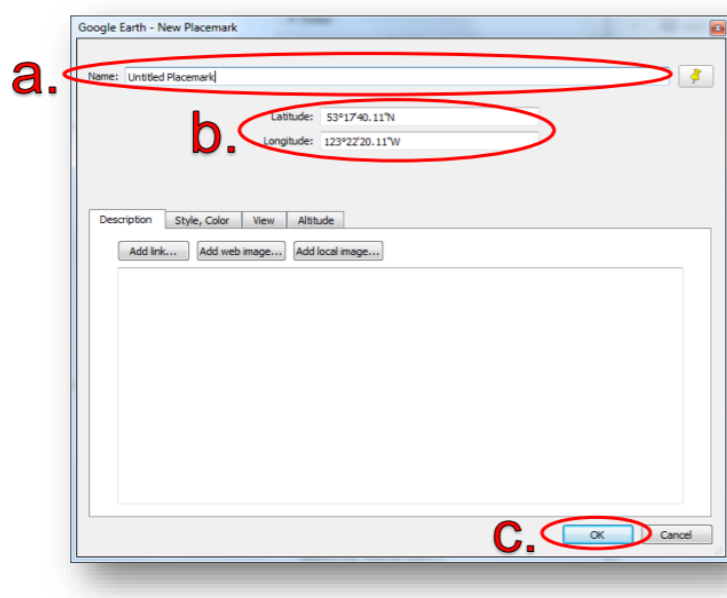 Google Earth - New Placemark
a.
Name: Untitled Placemark
b.
Latitude: 53°17'40.11"N
Longitude: 123°22'20.11"W
Description Style, Color View Altitude
Add link... Add web image... Add local image...
c.
OK Cancel